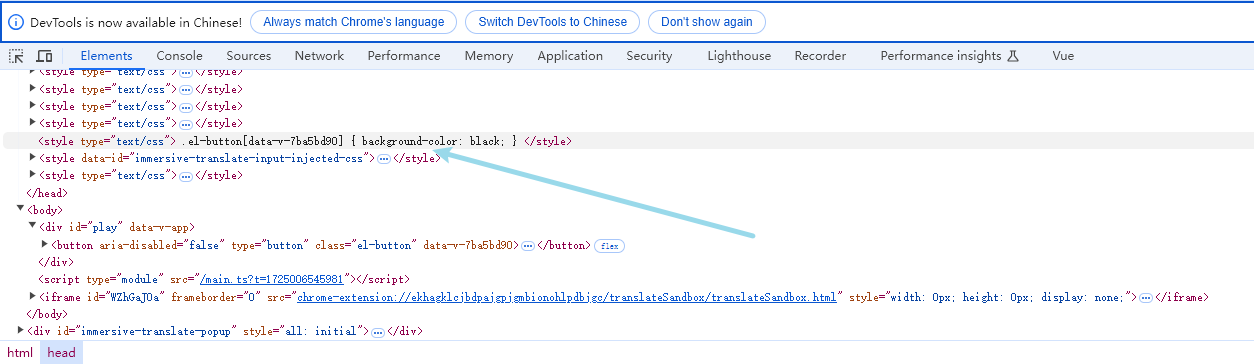 DevTools is now available in Chinese! Always match Chrome's language Switch DevTools to Chinese Don't show again
Elements Console Sources Network Performance Memory Application Security Lighthouse Recorder Performance insights Vue
<style type="text/css"> … </style>
<style type="text/css"> … </style>
<style type="text/css"> … </style>
<style type="text/css"> … </style>
<style type="text/css"> .el-button[data-v-7ba5bd90] { background-color: black; } </style>
<style data-id="immersive-translate-input-injected-css"> … </style>
<style type="text/css"> … </style>
</head>
<body>
<div id="play" data-v-app>
<button aria-disabled="false" type="button" class="el-button" data-v-7ba5bd90> … </button> flex
</div>
<script type="module" src="/main.ts?t=1725006545981"></script>
<iframe id="WZhGaJOa" frameborder="0" src="chrome-extension://ekhagklcjbdpajgpjgmbionohlpdbjgc/translateSandbox/translateSandbox.html" style="width: 0px; height: 0px; display: none;"> … </iframe>
</body>
<div id="immersive-translate-popup" style="all: initial"> … </div>
html head